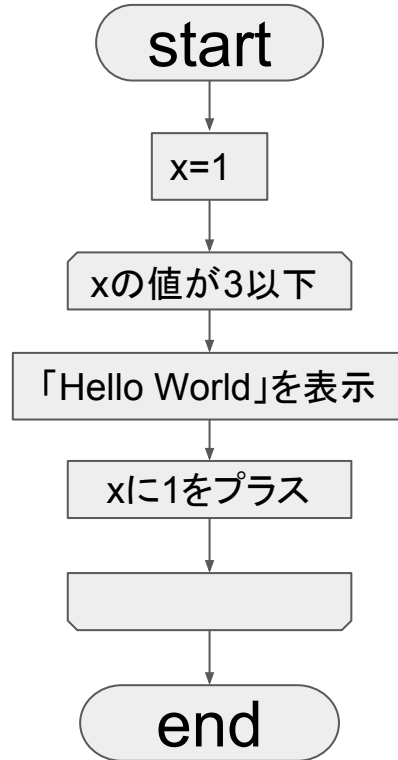 start
x=1
xの値が3以下
「Hello World」を表示
xに1をプラス
end